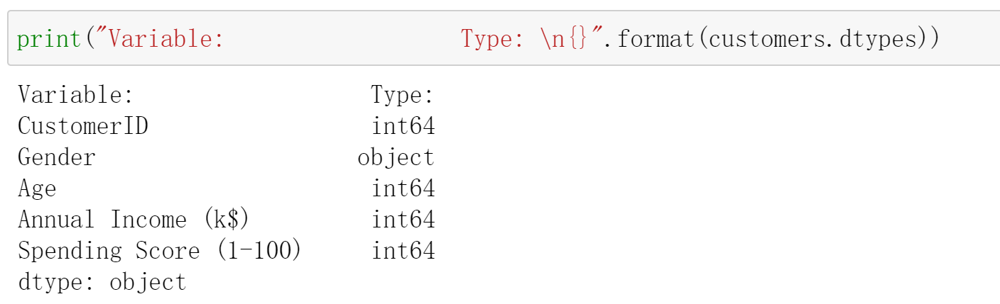 print("Variable:                  Type: \n{}".format(customers.dtypes))
Variable:                  Type:
CustomerID                 int64
Gender                    object
Age                        int64
Annual Income (k$)         int64
Spending Score (1-100)     int64
dtype: object